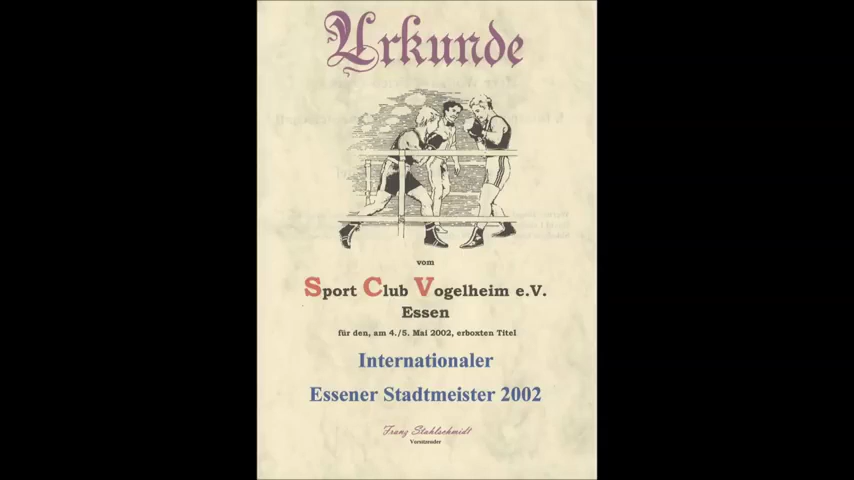 Urkunde
vom
Sport Club Vogelheim e.V.
Essen
für den, am 4./5. Mai 2002, erboxten Titel
Internationaler
Essener Stadtmeister 2002
Franz Stahlschmidt
Vorsitzender